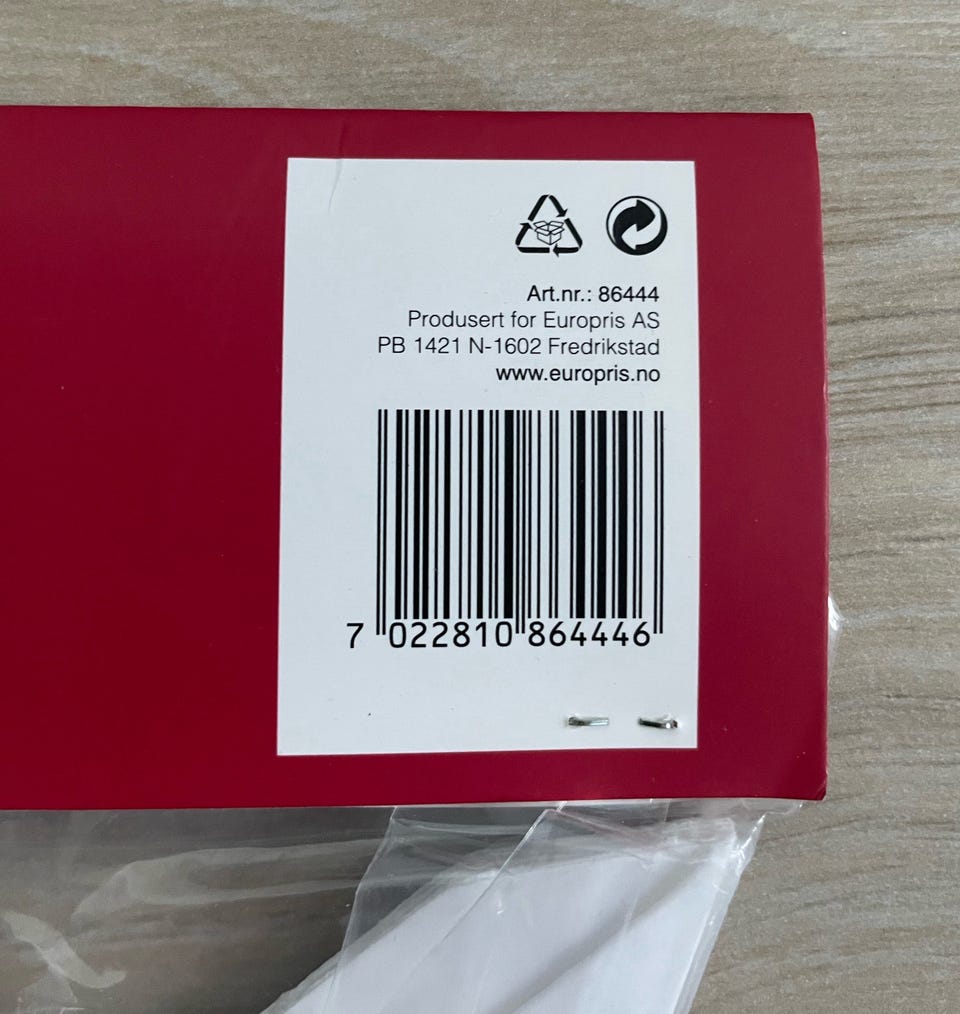 Art.nr.: 86444
Produsert for Europris AS
PB 1421 N-1602 Fredrikstad
www.europris.no
7 022810 864446